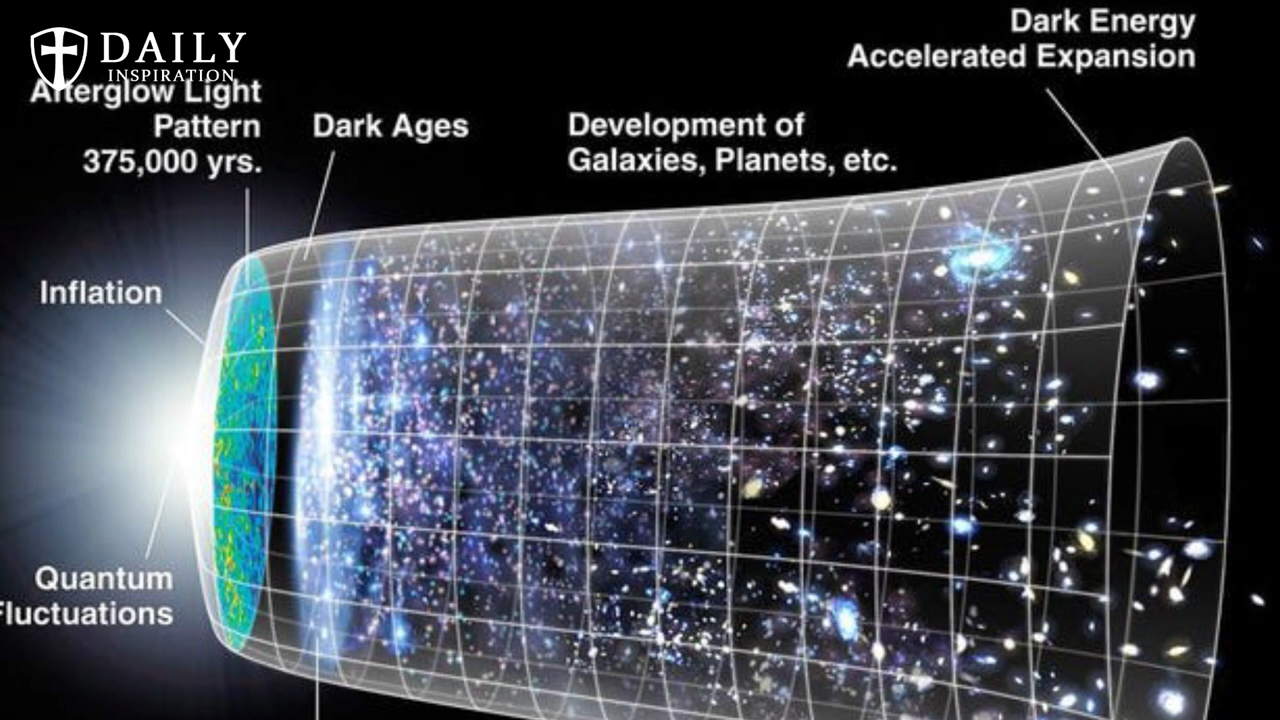 DAILY
INSPIRATION
Afterglow Light
Pattern
375,000 yrs.
Dark Ages
Development of
Galaxies, Planets, etc.
Dark Energy
Accelerated Expansion
Inflation
Quantum
Fluctuations